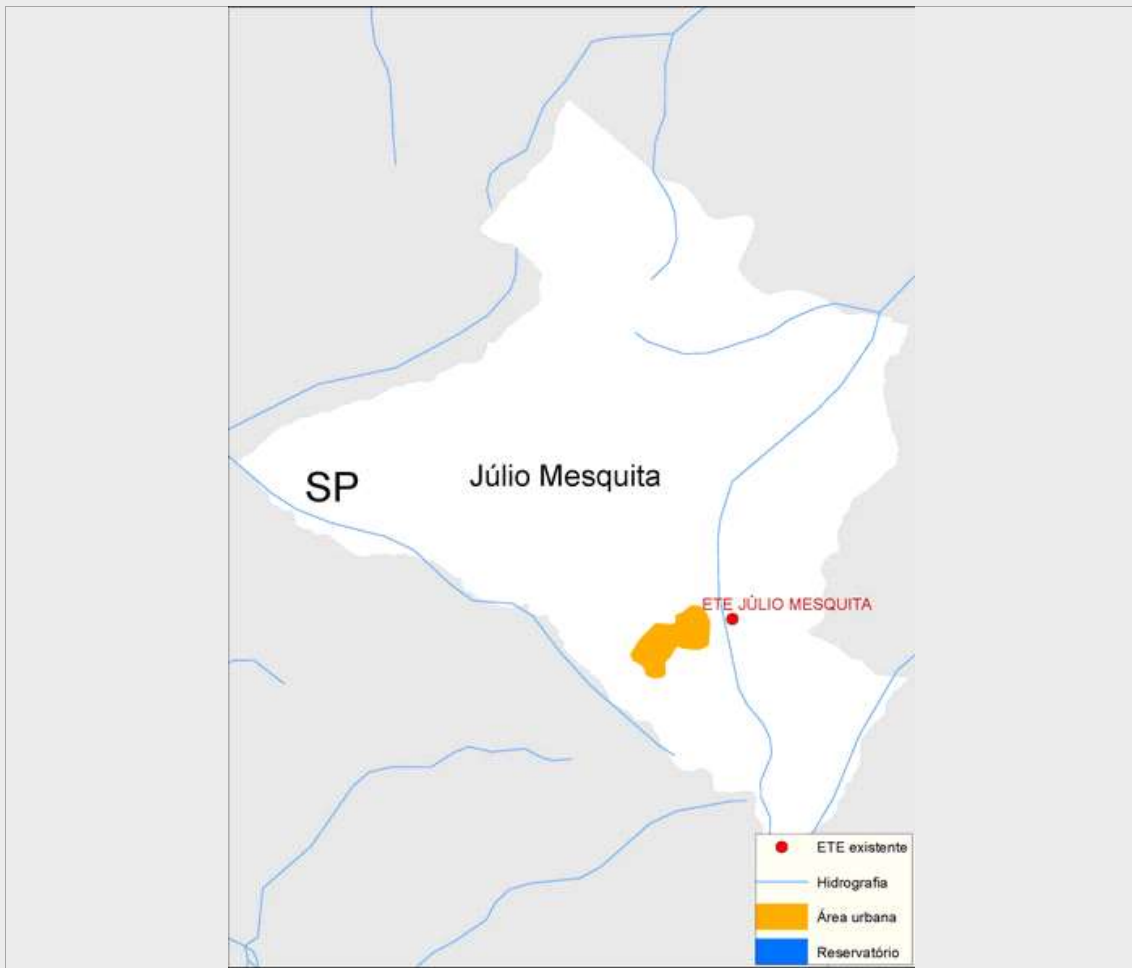 SP
Júlio Mesquita
ETE JÚLIO MESQUITA
ETE existente
Hidrografia
Área urbana
Reservatório